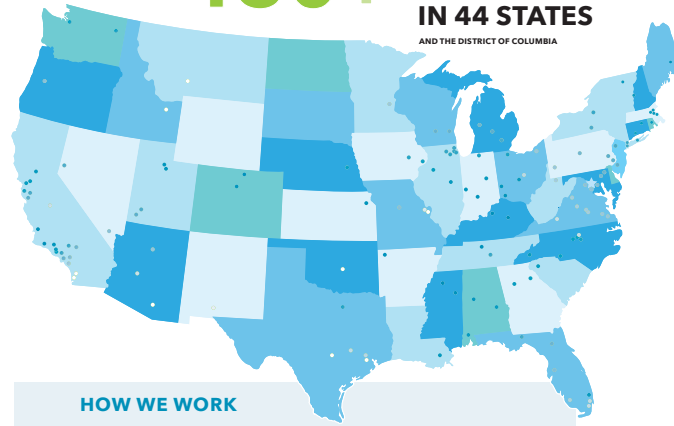 IN 44 STATES
AND THE DISTRICT OF COLUMBIA
HOW WE WORK